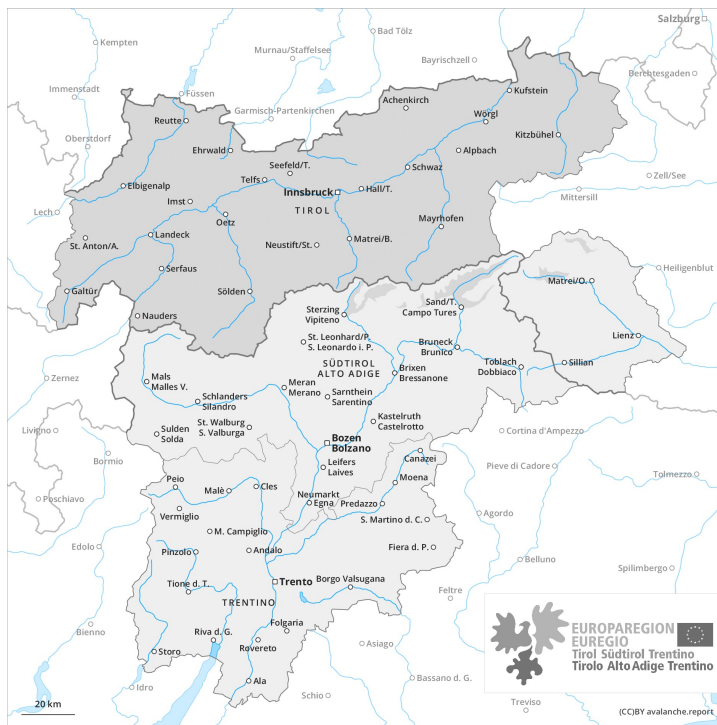 Salzburg
Kempten
Bad Tölz
Murnau/Staffelsee
Bayrischzell
Berchtesgaden
Immenstadt
Füssen
Garmisch-Partenkirchen
Achenkirch
Kufstein
Reutte
Wörgl
Oberstdorf
Ehrwald
Kitzbühel
Alpbach
Seefeld/T.
Schwaz
Zell/See
Elbigenalp
Telfs
Innsbruck
Hall/T.
Mittersill
Imst
TIROL
Lech
Oetz
Mayrhofen
St. Anton/A.
Landeck
Neustift/St.
Matrei/B.
Serfaus
Heiligenblut
Galtür
Sölden
Matrei/O.
Nauders
Sterzing
Vipiteno
Sand/T.
Campo Tures
Lienz
St. Leonhard/P.
S. Leonardo i. P.
Bruneck
Brunico
Toblach
Dobbiaco
Sillian
SÜDTIROL
ALTO ADIGE
Brixen
Bressanone
Zernez
Mals
Malles V.
Meran
Merano
Schlanders
Silandro
Sarnthein
Sarentino
Livigno
Sulden
Solda
St. Walburg
S. Valburga
Kastelruth
Castelrotto
Cortina d'Ampezzo
Bozen
Bolzano
Bormio
Canazei
Pieve di Cadore
Leifers
Laives
Tolmezzo
Peio
Malè
Cles
Moena
Poschiavo
Neumarkt
Egna
Predazzo
Vermiglio
S. Martino d. C.
Agordo
M. Campiglio
Edolo
Pinzolo
Andalo
Fiera d. P.
Belluno
Spilimbergo
Tione d. T.
Trento
Borgo Valsugana
Feltre
TRENTINO
Folgaria
Bienno
Riva d. G.
Rovereto
Asiago
Storo
EUROPAREGION
EUREGIO
Tirol Südtirol Trentino
Tirolo Alto Adige Trentino
Idro
Ala
Bassano d. G.
Schio
Treviso
20 km
(CC)BY avalanche.report